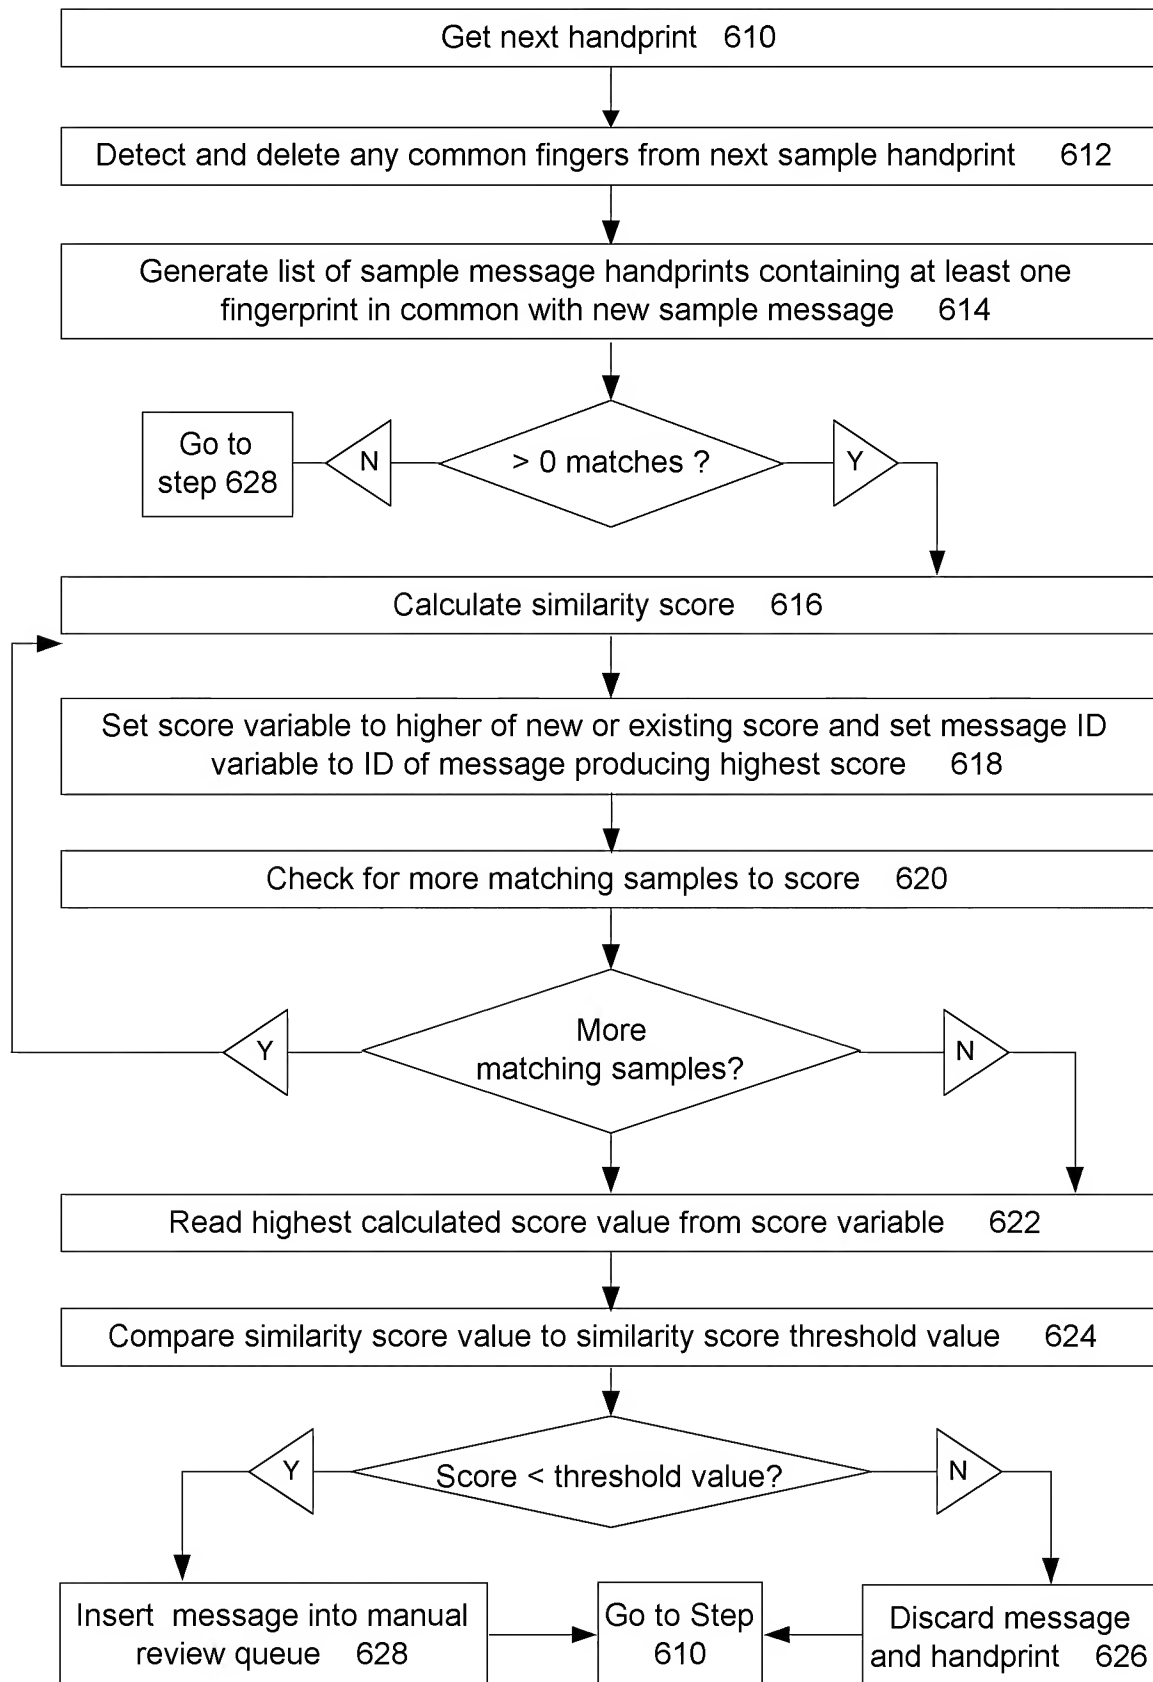 Get next handprint 610
Detect and delete any common fingers from next sample handprint 612
Generate list of sample message handprints containing at least one
fingerprint in common with new sample message 614
Go to
step 628
N
> 0 matches ?
Y
Calculate similarity score 616
Set score variable to higher of new or existing score and set message ID
variable to ID of message producing highest score 618
Check for more matching samples to score 620
Y
More
matching samples?
N
Read highest calculated score value from score variable 622
Compare similarity score value to similarity score threshold value 624
Y
Score < threshold value?
N
Insert message into manual
review queue 628
Go to Step
610
Discard message
and handprint 626